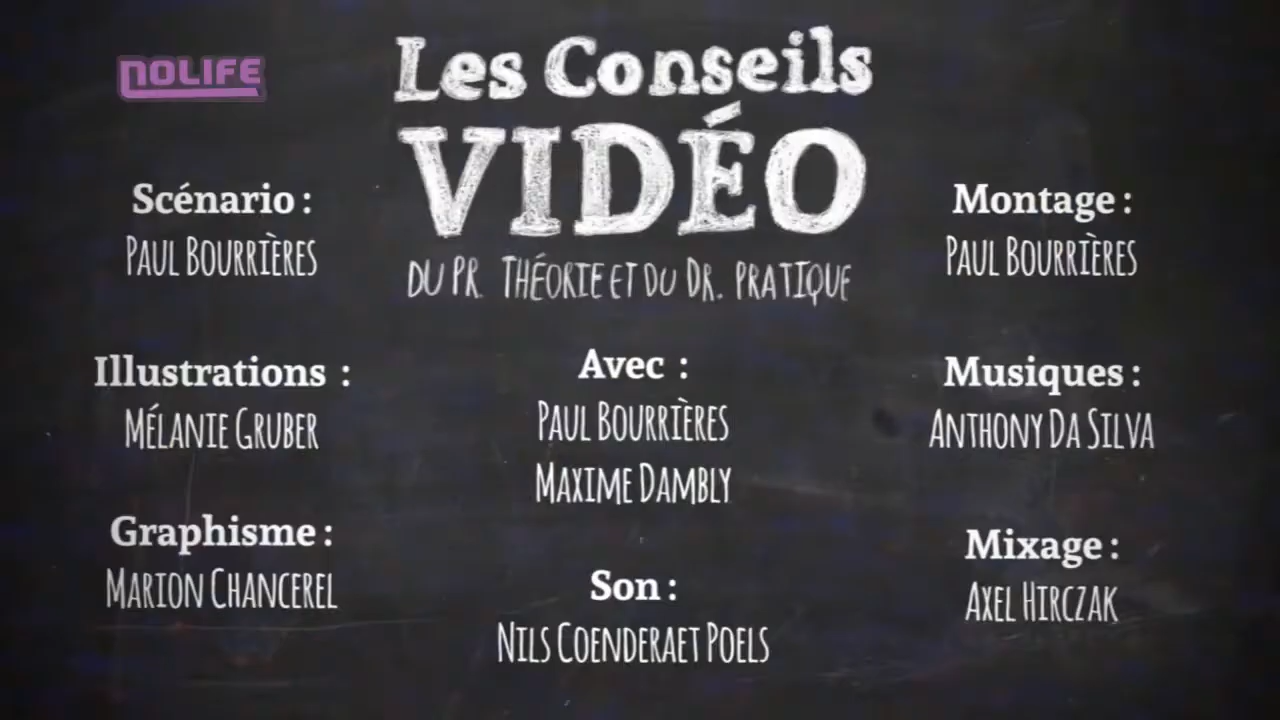 NOLIFE
Les Conseils
VIDÉO
DU PR. THÉORIE ET DU DR. PRATIQUE
Scénario :
PAUL BOURRIÈRES
Illustrations :
MÉLANIE GRUBER
Graphisme :
MARION CHANCEREL
Avec :
PAUL BOURRIÈRES
MAXIME DAMBLY
Son :
NILS COENDERAET POELS
Montage :
PAUL BOURRIÈRES
Musiques :
ANTHONY DA SILVA
Mixage :
AXEL HIRCZAK